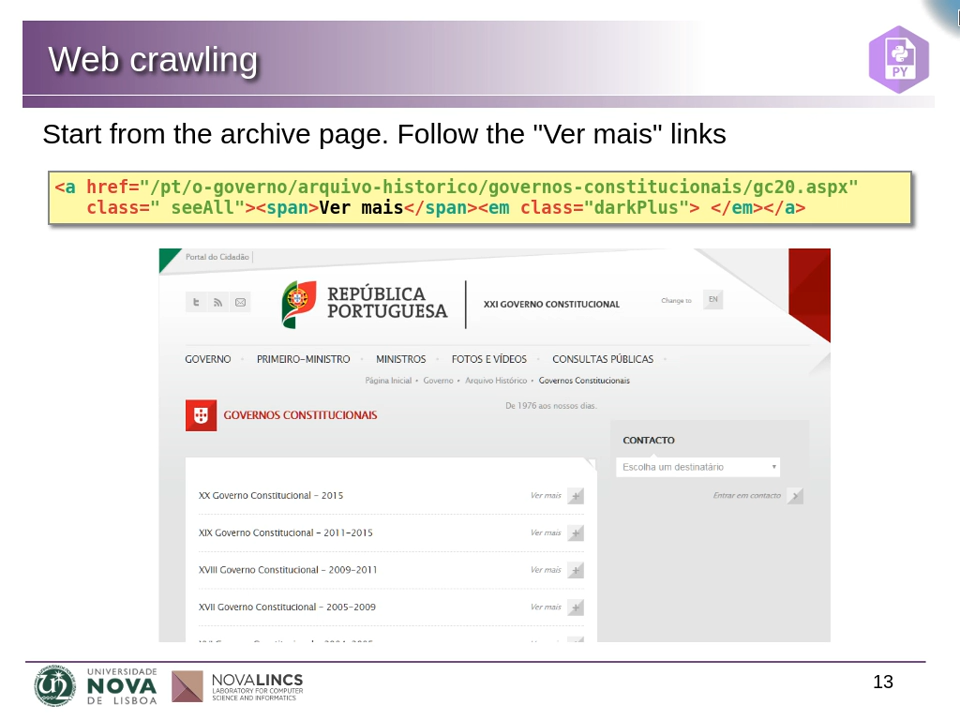 Web crawling
PY
Start from the archive page. Follow the "Ver mais" links
<a href="/pt/o-governo/arquivo-historico/governos-constitucionais/gc20.aspx"
class=" seeAll"><span>Ver mais</span><em class="darkPlus"> </em></a>
Portal do Cidadão
REPÚBLICA
PORTUGUESA
XXI GOVERNO CONSTITUCIONAL
Change to
EN
GOVERNO PRIMEIRO-MINISTRO MINISTROS FOTOS E VÍDEOS CONSULTAS PÚBLICAS
Página Inicial • Governo • Arquivo Histórico • Governos Constitucionais
GOVERNOS CONSTITUCIONAIS
De 1976 aos nossos dias..
CONTACTO
Escolha um destinatário
Entrar em contacto
XX Governo Constitucional - 2015 Ver mais
XIX Governo Constitucional - 2011-2015 Ver mais
XVIII Governo Constitucional - 2009-2011 Ver mais
XVII Governo Constitucional - 2005-2009 Ver mais
UNIVERSIDADE
NOVA
DE LISBOA
NOVALINCS
LABORATORY FOR COMPUTER
SCIENCE AND INFORMATICS
13